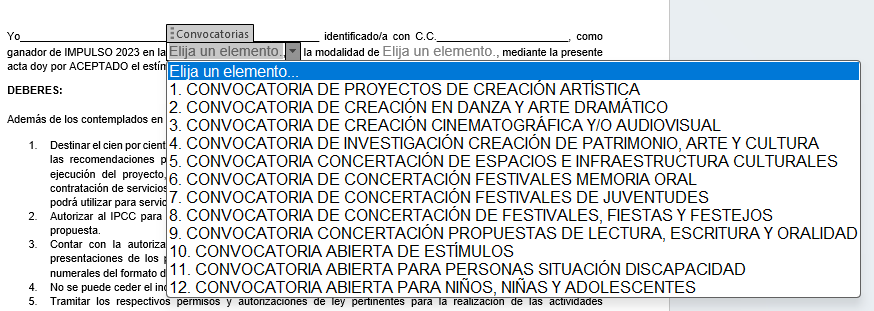 Convocatorias
Yo identificado/a con C.C. , como
ganador de IMPULSO 2023 en la Elija un elemento. , la modalidad de Elija un elemento., mediante la presente
acta doy por ACEPTADO el estím
Elija un elemento...
DEBERES:
1. CONVOCATORIA DE PROYECTOS DE CREACIÓN ARTÍSTICA
2. CONVOCATORIA DE CREACIÓN EN DANZA Y ARTE DRAMÁTICO
Además de los contemplados en
3. CONVOCATORIA DE CREACIÓN CINEMATOGRÁFICA Y/O AUDIOVISUAL
1. Destinar el cien por cient
4. CONVOCATORIA DE INVESTIGACIÓN CREACIÓN DE PATRIMONIO, ARTE Y CULTURA
las recomendaciones p
5. CONVOCATORIA CONCERTACIÓN DE ESPACIOS E INFRAESTRUCTURA CULTURALES
ejecución del proyecto,
6. CONVOCATORIA DE CONCERTACIÓN FESTIVALES MEMORIA ORAL
contratación de servicios
7. CONVOCATORIA DE CONCERTACIÓN FESTIVALES DE JUVENTUDES
podrá utilizar para servic
8. CONVOCATORIA DE CONCERTACIÓN DE FESTIVALES, FIESTAS Y FESTEJOS
2. Autorizar al IPCC para
propuesta.
9. CONVOCATORIA CONCERTACIÓN PROPUESTAS DE LECTURA, ESCRITURA Y ORALIDAD
3. Contar con la autoriza
10. CONVOCATORIA ABIERTA DE ESTÍMULOS
presentaciones de los p
11. CONVOCATORIA ABIERTA PARA PERSONAS SITUACIÓN DISCAPACIDAD
numerales del formato d
12. CONVOCATORIA ABIERTA PARA NIÑOS, NIÑAS Y ADOLESCENTES
4. No se puede ceder el inc
5. Tramitar los respectivos permisos y autorizaciones de ley pertinentes para la realización de las actividades